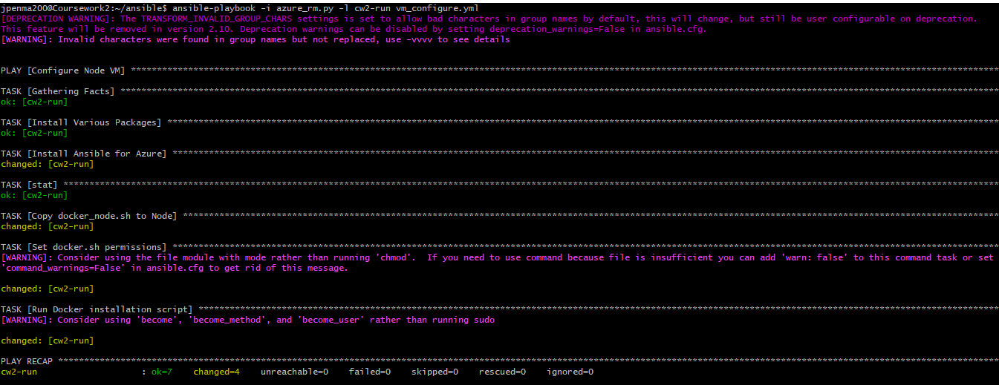 jpenma200@Coursework2:~/ansible$ ansible-playbook -i azure_rm.py -l cw2-run vm_configure.yml
[DEPRECATION WARNING]: The TRANSFORM_INVALID_GROUP_CHARS settings is set to allow bad characters in group names by default, this will change, but still be user configurable on deprecation.
This feature will be removed in version 2.10. Deprecation warnings can be disabled by setting deprecation_warnings=False in ansible.cfg.
[WARNING]: Invalid characters were found in group names but not replaced, use -vvvv to see details
PLAY [Configure Node VM] ***********************************************************************************************************************************************************************
TASK [Gathering Facts] *************************************************************************************************************************************************************************
ok: [cw2-run]
TASK [Install Various Packages] ****************************************************************************************************************************************************************
ok: [cw2-run]
TASK [Install Ansible for Azure] ***************************************************************************************************************************************************************
changed: [cw2-run]
TASK [stat] ************************************************************************************************************************************************************************************
ok: [cw2-run]
TASK [Copy docker_node.sh to Node] *************************************************************************************************************************************************************
changed: [cw2-run]
TASK [Set docker.sh permissions] ***************************************************************************************************************************************************************
[WARNING]: Consider using the file module with mode rather than running 'chmod'.  If you need to use command because file is insufficient you can add 'warn: false' to this command task or set
'command_warnings=False' in ansible.cfg to get rid of this message.
changed: [cw2-run]
TASK [Run Docker installation script] **********************************************************************************************************************************************************
[WARNING]: Consider using 'become', 'become_method', and 'become_user' rather than running sudo
changed: [cw2-run]
PLAY RECAP *************************************************************************************************************************************************************************************
cw2-run                    : ok=7    changed=4    unreachable=0    failed=0    skipped=0    rescued=0    ignored=0